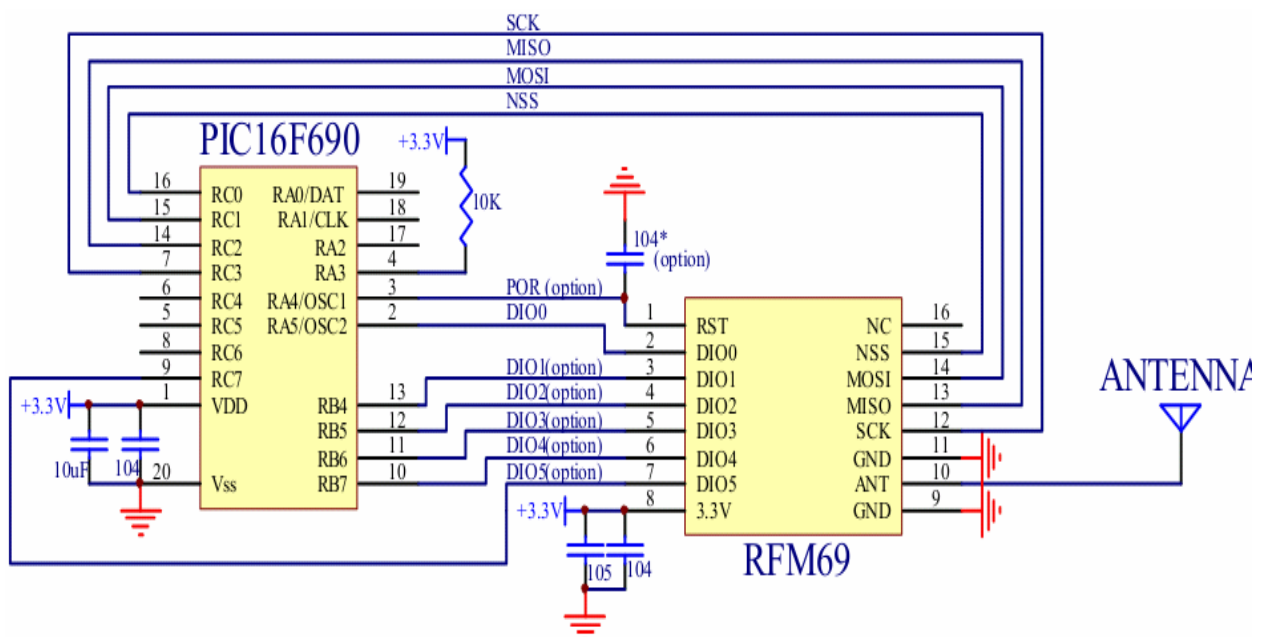 SCK
MISO
MOSI
NSS
PIC16F690
+3.3V
10K
16 RC0 RA0/DAT 19
15 RC1 RA1/CLK 18
14 RC2 RA2 17
7 RC3 RA3 4
6 RC4 RA4/OSC1 3
5 RC5 RA5/OSC2 2
8 RC6
9 RC7
1 VDD RB4 13
RB5 12
RB6 11
20 Vss RB7 10
+3.3V
10uF 104
104*
(option)
POR (option)
DIO0
DIO1(option)
DIO2(option)
DIO3(option)
DIO4(option)
DIO5(option)
+3.3V
105 104
1 RST NC 16
2 DIO0 NSS 15
3 DIO1 MOSI 14
4 DIO2 MISO 13
5 DIO3 SCK 12
6 DIO4 GND 11
7 DIO5 ANT 10
8 3.3V GND 9
RFM69
ANTENNA